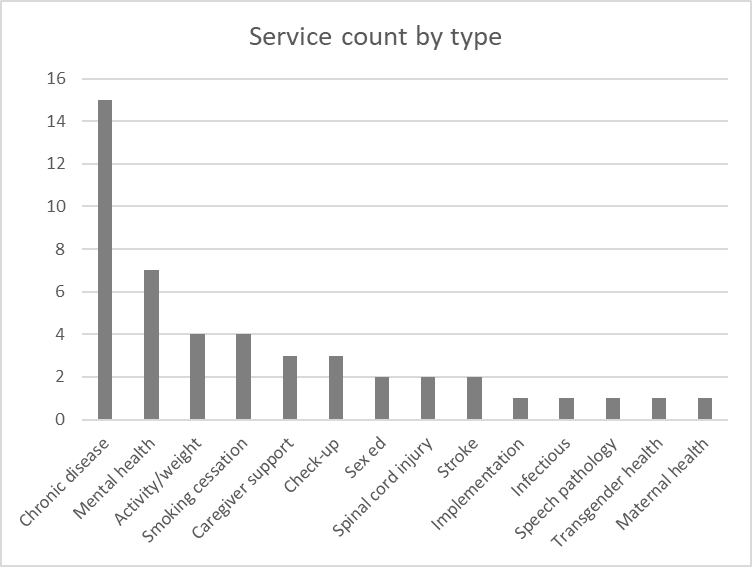 Service count by type
16
14
12
10
8
6
4
2
0
Chronic disease
Mental health
Activity/weight
Smoking cessation
Caregiver support
Check-up
Sex ed
Spinal cord injury
Stroke
Implementation
Infectious
Speech pathology
Transgender health
Maternal health